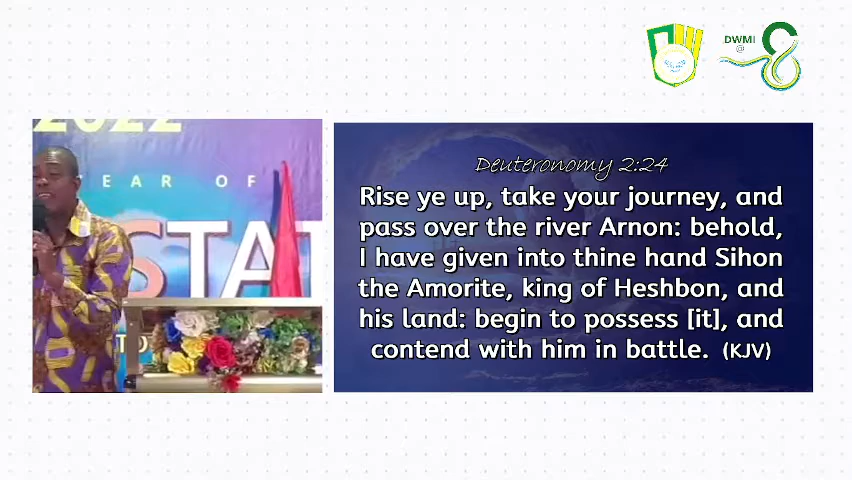 DWMI
@
8
2022
EAR OF
STAT
TO
Deuteronomy 2:24
Rise ye up, take your journey, and
pass over the river Arnon: behold,
I have given into thine hand Sihon
the Amorite, king of Heshbon, and
his land: begin to possess [it], and
contend with him in battle. (KJV)